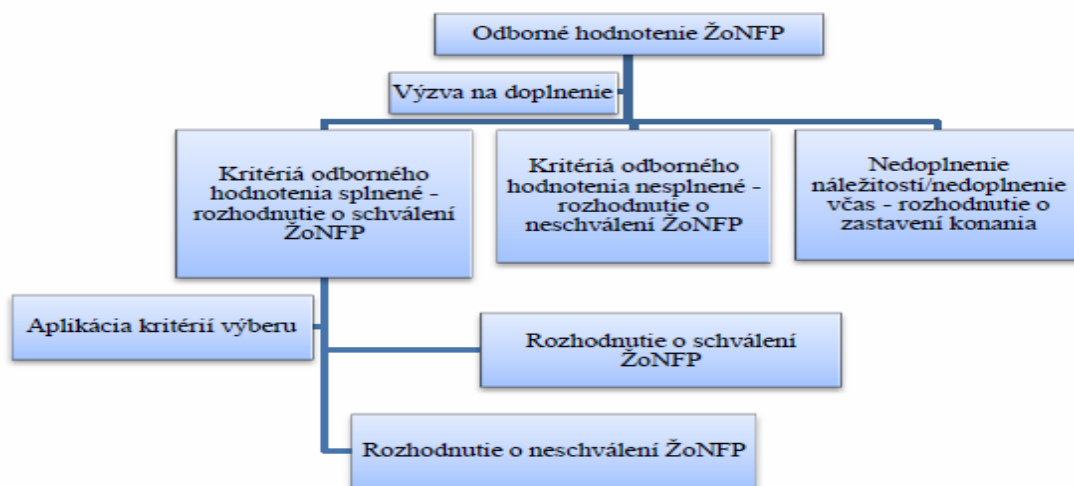 Odborné hodnotenie ŽoNFP
Výzva na doplnenie
Kritériá odborného
hodnotenia splnené -
rozhodnutie o schválení
ŽoNFP
Kritériá odborného
hodnotenia nesplnené -
rozhodnutie o
neschválení ŽoNFP
Nedoplnenie
náležitostí/nedoplnenie
včas - rozhodnutie o
zastavení konania
Aplikácia kritérií výberu
Rozhodnutie o schválení
ŽoNFP
Rozhodnutie o neschválení ŽoNFP